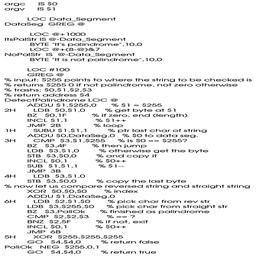 argc IS $0
argv IS $1
LOC Data_Segment
DataSeg GREG @
LOC @+1000
ItsPalStr IS @-Data_Segment
BYTE "It's palindrome",10,0
LOC @+(8-@)&7
NoPalStr IS @-Data_Segment
BYTE "It is not palindrome",10,0
LOC #100
GREG @
% input: $255 points to where the string to be checked is
% returns $255 0 if not palindrome, not zero otherwise
% trashs: $0,$1,$2,$3
% return address $4
DetectPalindrome LOC @
ADDU $1,$255,0 % $1 = $255
2H LDB $0,$1,0 % get byte at $1
BZ $0,1F % if zero, end (length)
INCL $1,1 % $1++
JMP 2B % loop
1H SUBU $1,$1,1 % ptr last char of string
ADDU $0,DataSeg,0 % $0 to data seg.
3H CMP $3,$1,$255 % is $0 == $255?
BZ $3,4F % then jump
LDB $3,$1,0 % otherwise get the byte
STB $3,$0,0 % and copy it
INCL $0,1 % $0++
SUB $1,$1,1 % $1--
JMP 3B
4H LDB $3,$1,0
STB $3,$0,0 % copy the last byte
% now let us compare reversed string and straight string
XOR $0,$0,$0 % index
ADDU $1,DataSeg,0
6H LDB $2,$1,$0 % pick char from rev str
LDB $3,$255,$0 % pick char from straight str
BZ $3,PaliOk % finished as palindrome
CMP $2,$2,$3 % == ?
BNZ $2,5F % if not, exit
INCL $0,1 % $0++
JMP 6B
5H XOR $255,$255,$255
GO $4,$4,0 % return false
PaliOk NEG $255,0,1
GO $4,$4,0 % return true